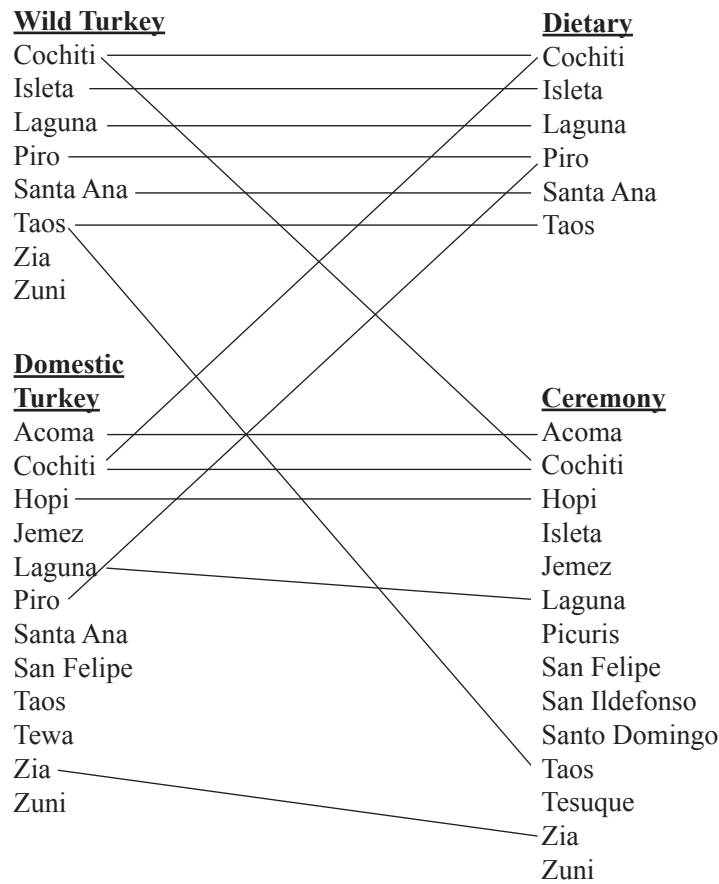 Wild Turkey
Cochiti
Isleta
Laguna
Piro
Santa Ana
Taos
Zia
Zuni
Domestic
Turkey
Acoma
Cochiti
Hopi
Jemez
Laguna
Piro
Santa Ana
San Felipe
Taos
Tewa
Zia
Zuni
Dietary
Cochiti
Isleta
Laguna
Piro
Santa Ana
Taos
Ceremony
Acoma
Cochiti
Hopi
Isleta
Jemez
Laguna
Picuris
San Felipe
San Ildefonso
Santo Domingo
Taos
Tesuque
Zia
Zuni